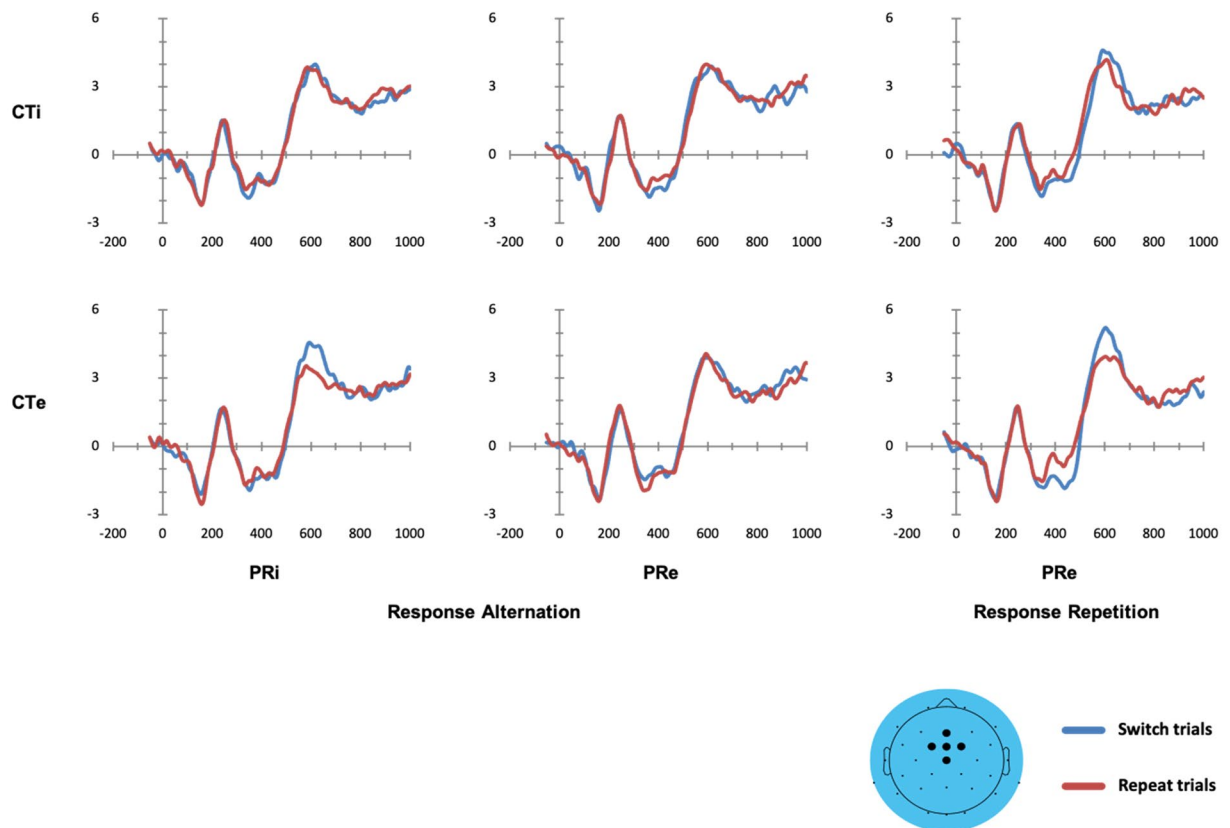 6 6 6
CTi
3 3 3
0 0 0
-3 -3 -3
-200 0 200 400 600 800 1000 -200 0 200 400 600 800 1000 -200 0 200 400 600 800 1000
6 6 6
3 3 3
CTe
0 0 0
-3 -3 -3
-200 0 200 400 600 800 1000 -200 0 200 400 600 800 1000 -200 0 200 400 600 800 1000
PRi PRe PRe
Response Alternation Response Repetition
Switch trials
Repeat trials